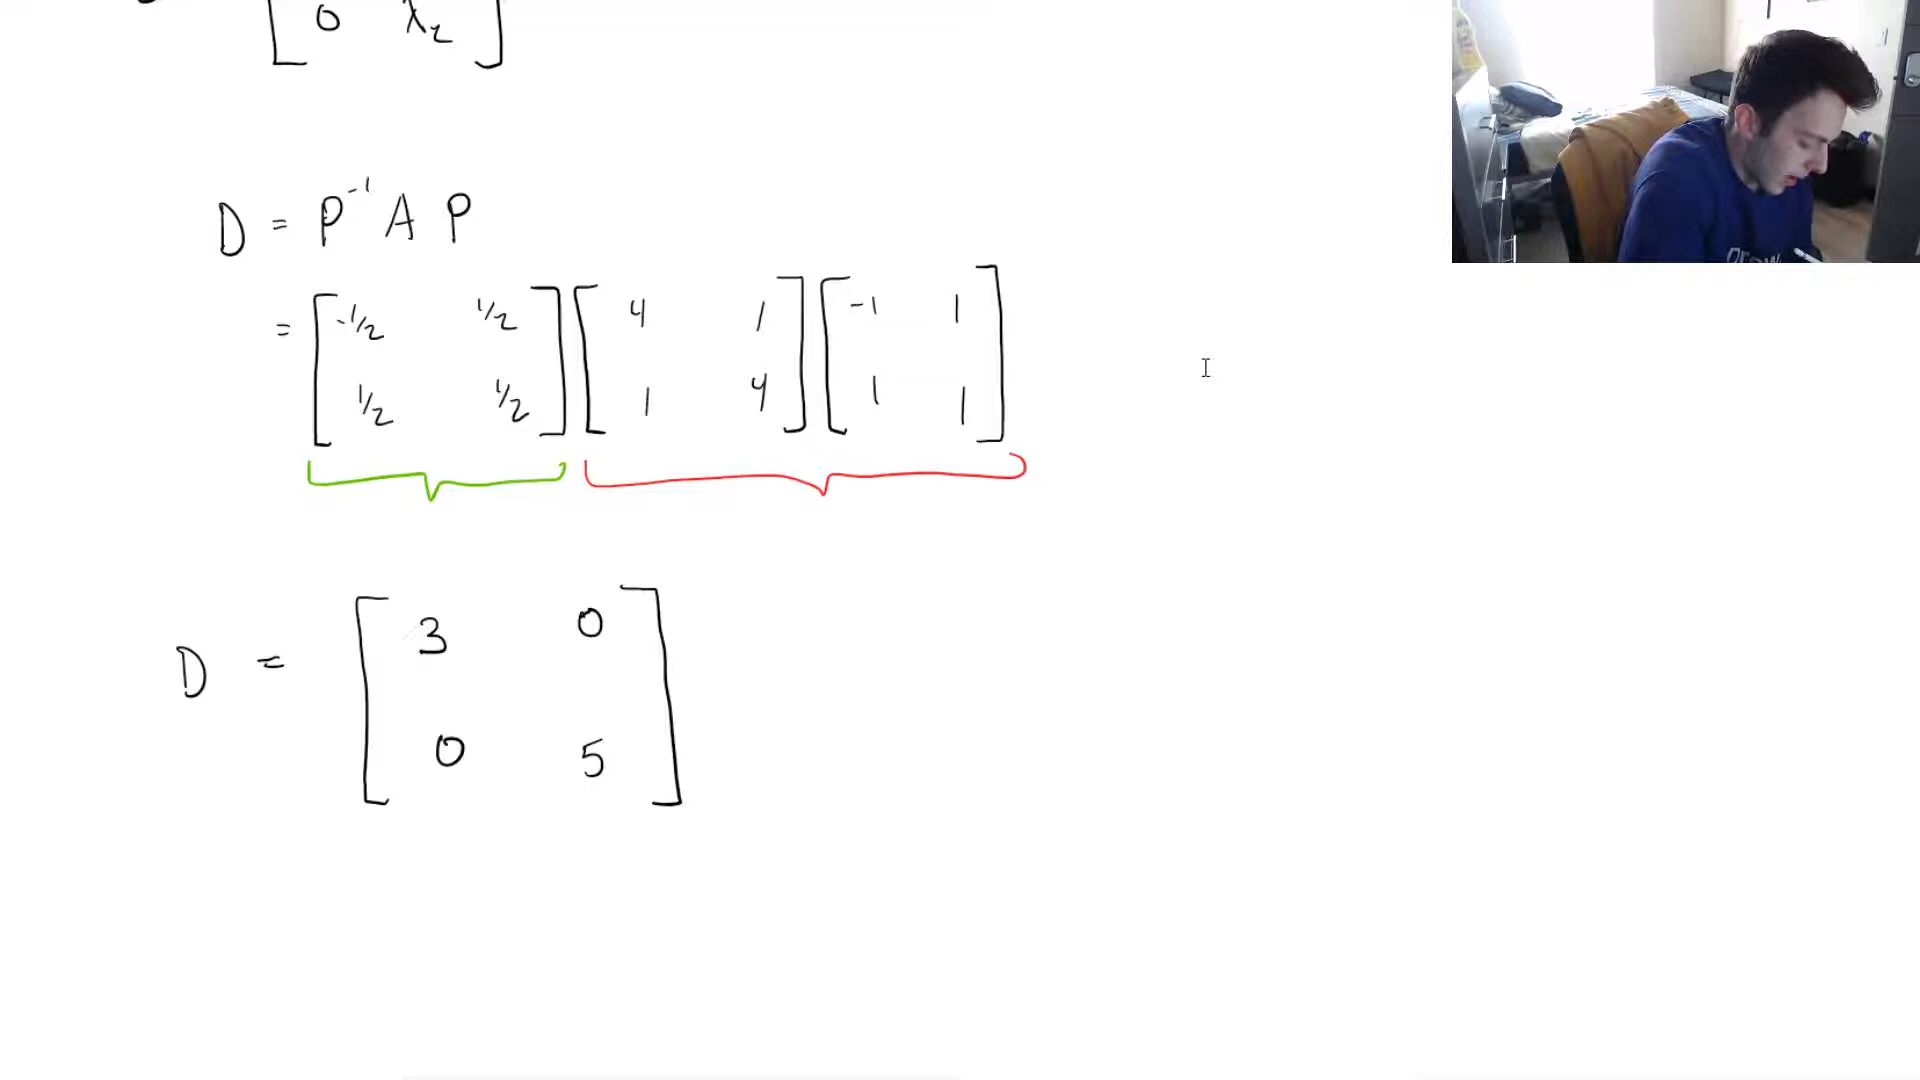 0 λ₂
D = P⁻¹ A P
= [ -1/2 1/2 ] [ 4 1 ] [ -1 1 ]
[ 1/2 1/2 ] [ 1 4 ] [ 1 1 ]
D = [ 3 0 ]
[ 0 5 ]